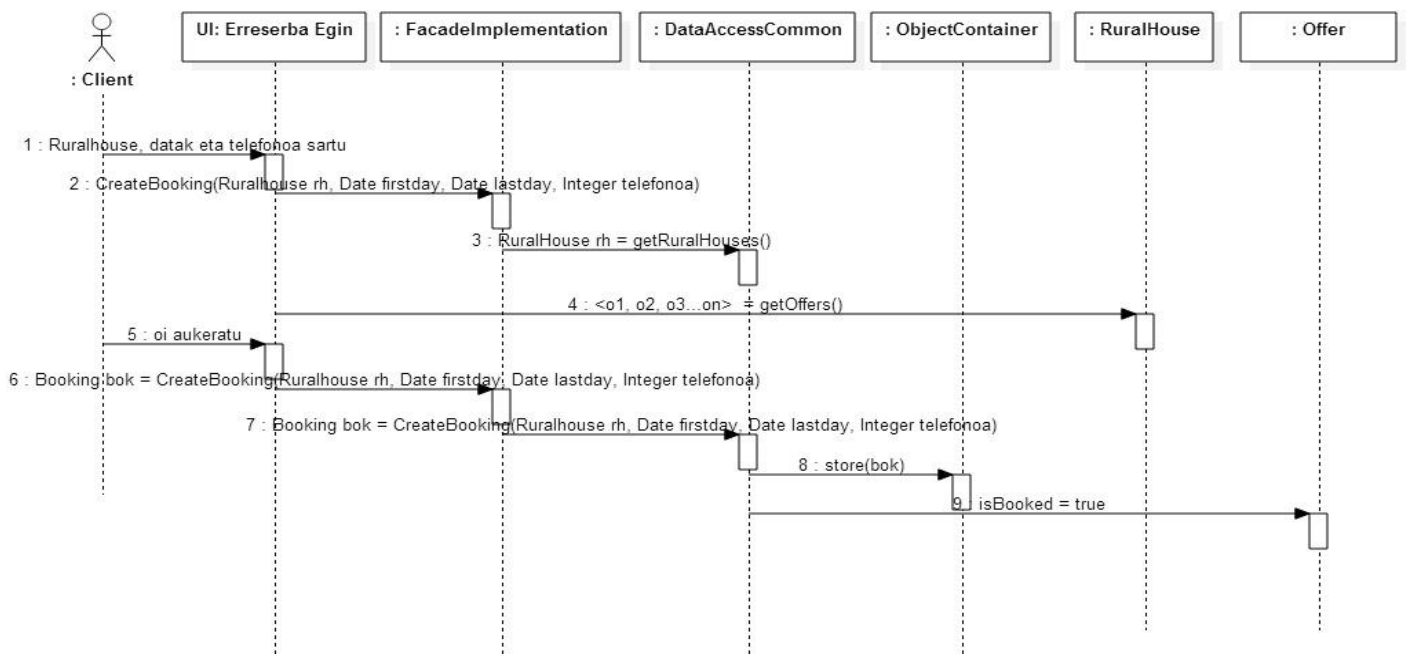 UI: Erreserba Egin
: FacadeImplementation
: DataAccessCommon
: ObjectContainer
: RuralHouse
: Offer
: Client
1 : Ruralhouse, datak eta telefonoa sartu
2 : CreateBooking(Ruralhouse rh, Date firstday, Date lastday, Integer telefonoa)
3 : RuralHouse rh = getRuralHouses()
4 : <o1, o2, o3...on> = getOffers()
5 : oi aukeratu
6 : Booking bok = CreateBooking(Ruralhouse rh, Date firstday, Date lastday, Integer telefonoa)
7 : Booking bok = CreateBooking(Ruralhouse rh, Date firstday, Date lastday, Integer telefonoa)
8 : store(bok)
9 : isBooked = true